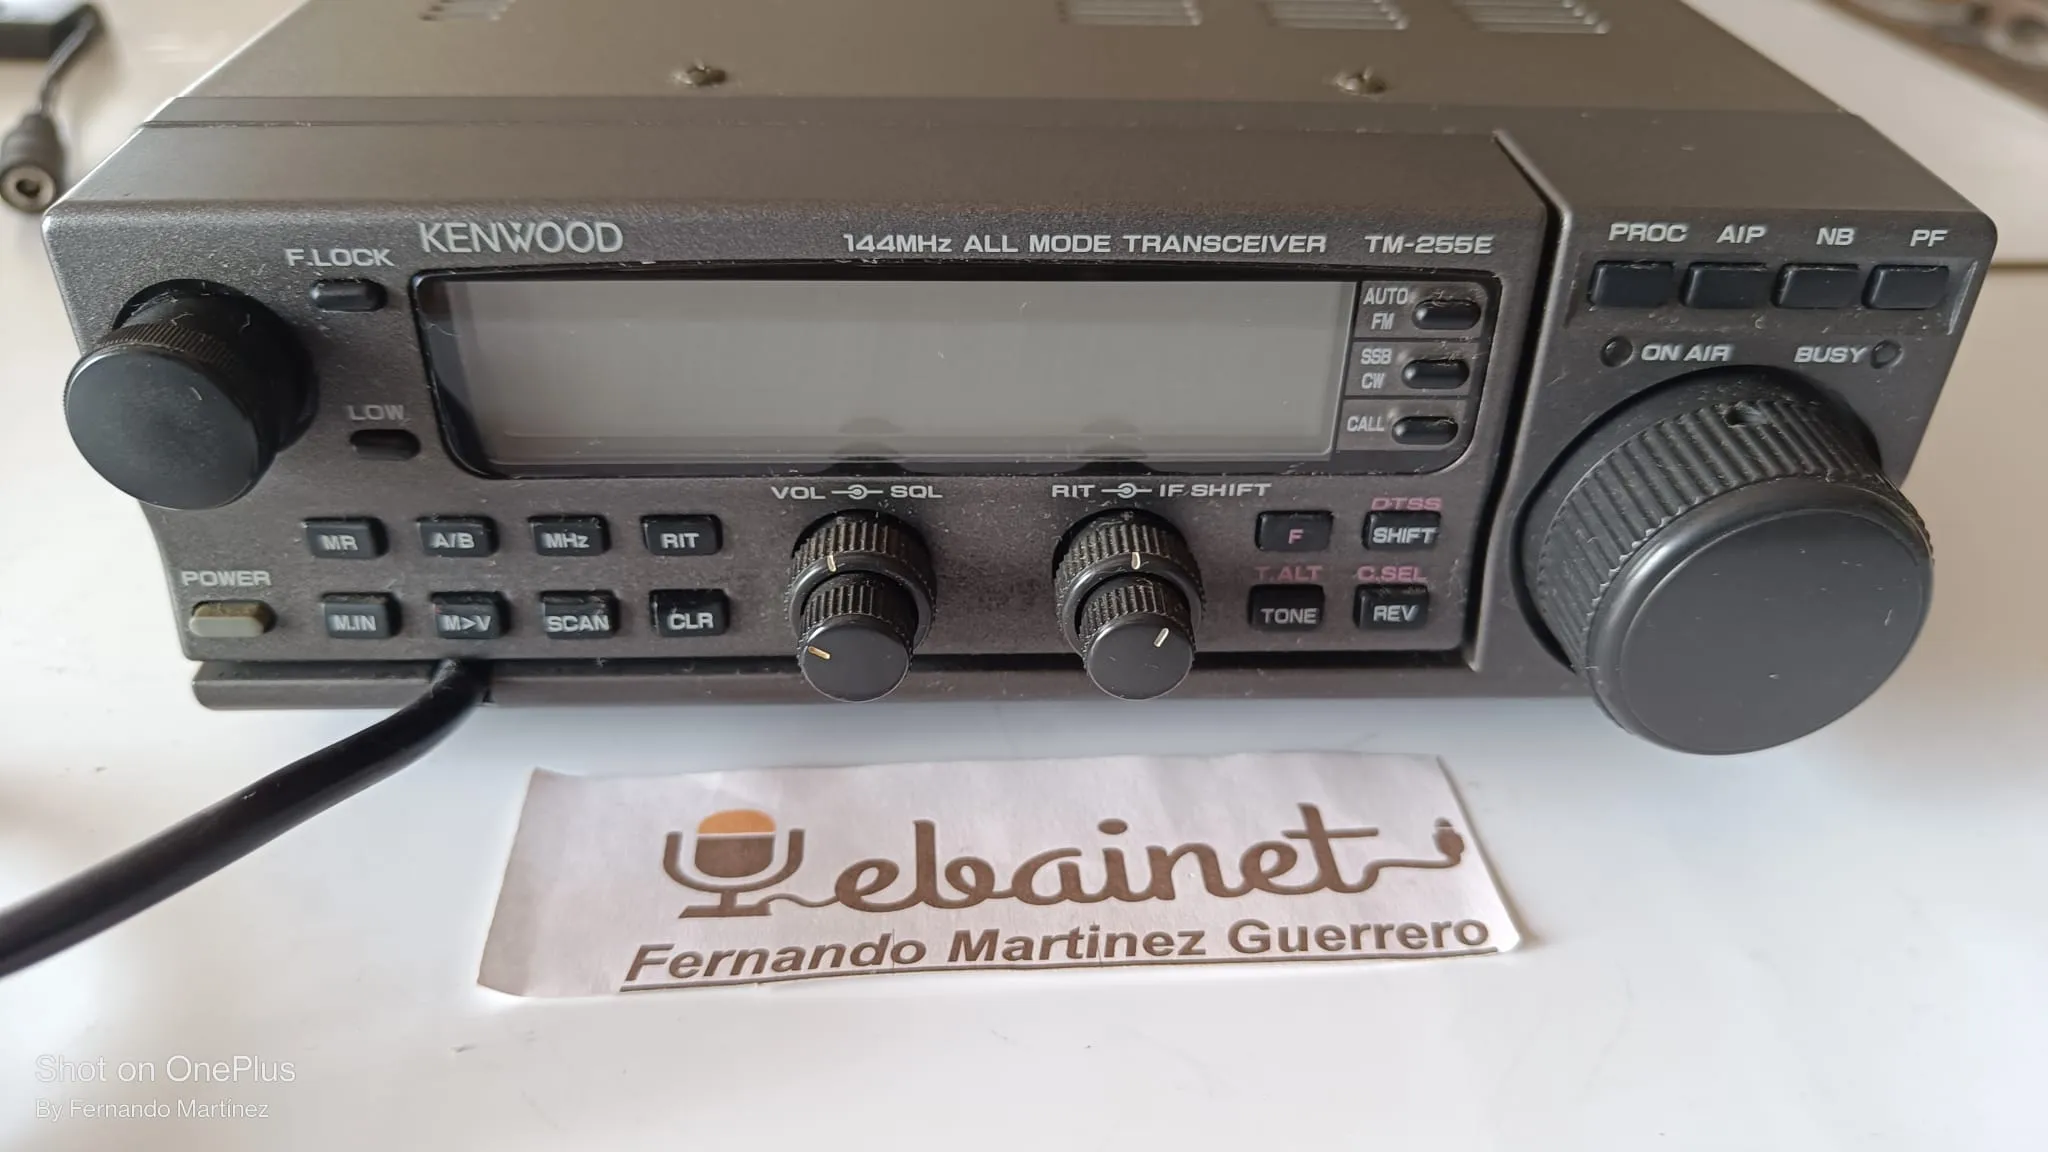 KENWOOD
144MHz ALL MODE TRANSCEIVER TM-255E
F.LOCK
LOW
POWER
AUTO
FM
SSB
CW
CALL
PROC AIP NB PF
ON AIR BUSY
VOL SQL
RIT IF SHIFT
MR A/B MHz RIT
M.IN M>V SCAN CLR
DTSS
F SHIFT
T.ALT C.SEL
TONE REV
ebainet
Fernando Martinez Guerrero
Shot on OnePlus
By Fernando Martínez